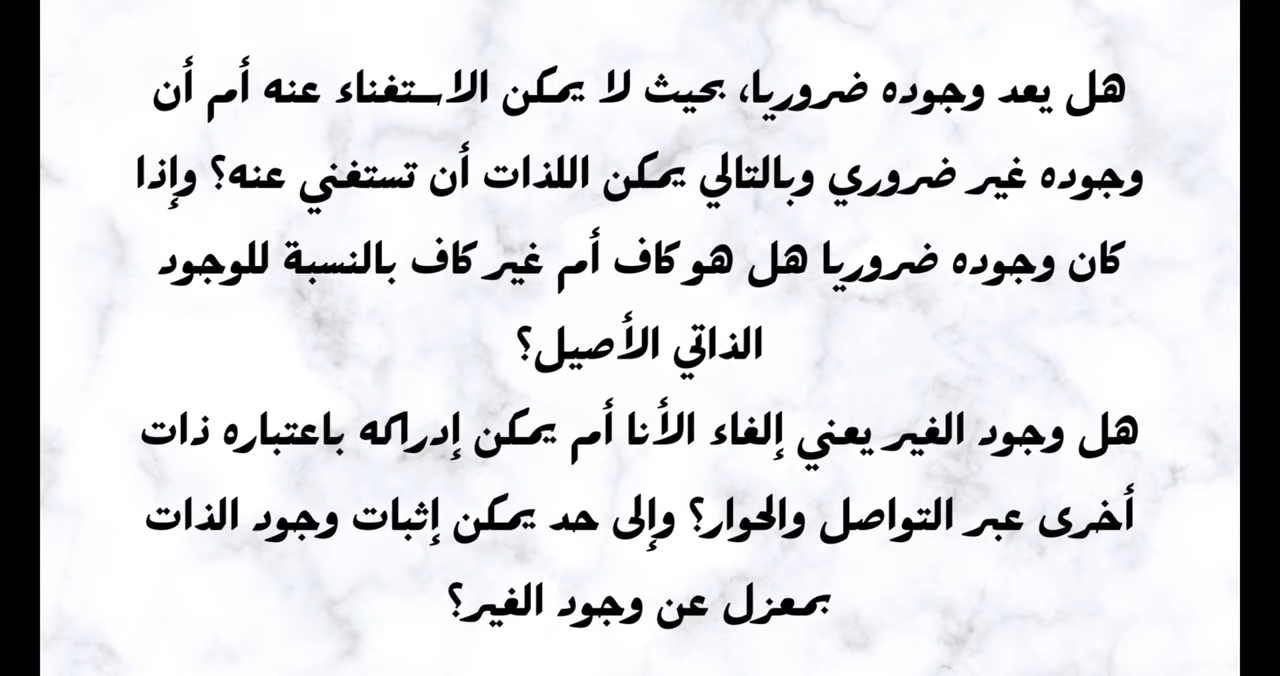 هل يعد وجوده ضروريا، بحيث لا يمكن الاستغناء عنه أم أن
وجوده غير ضروري وبالتالي يمكن اللذات أن تستغني عنه؟ وإذا
كان وجوده ضروريا هل هو كاف أم غير كاف بالنسبة للوجود
الذاتي الأصيل؟
هل وجود الغير يعني إلغاء الأنا أم يمكن إدراكه باعتباره ذات
أخرى عبر التواصل والحوار؟ وإلى حد يمكن إثبات وجود الذات
بمعزل عن وجود الغير؟